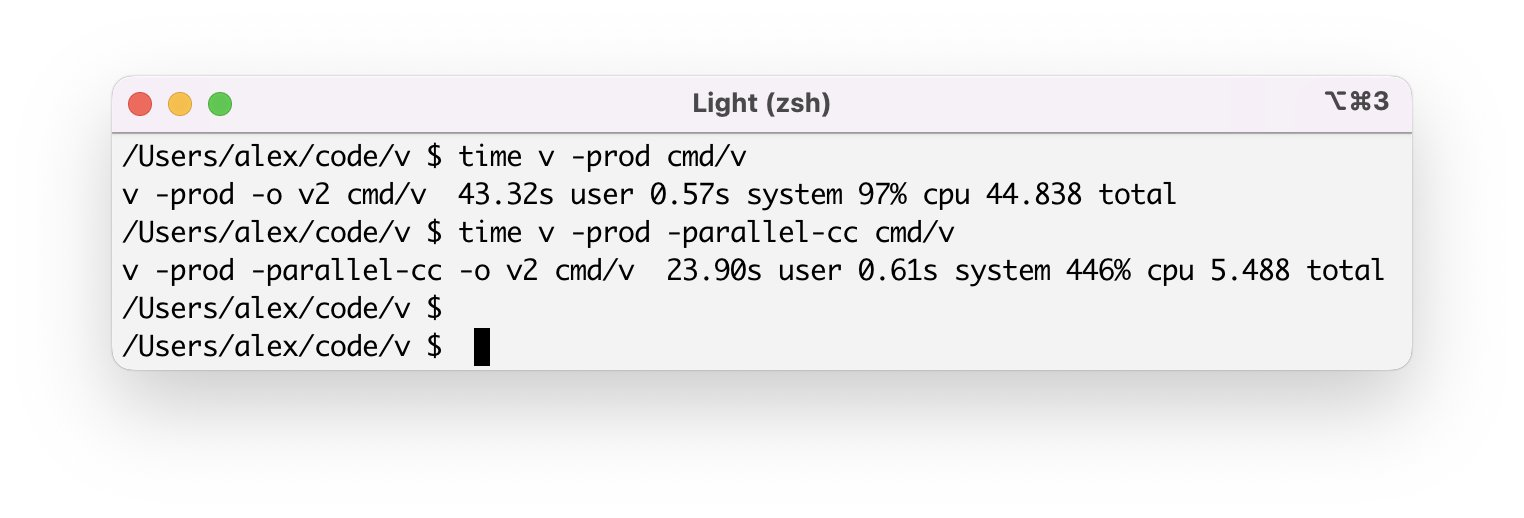 Light (zsh)
⌥⌘3
/Users/alex/code/v $ time v -prod cmd/v
v -prod -o v2 cmd/v  43.32s user 0.57s system 97% cpu 44.838 total
/Users/alex/code/v $ time v -prod -parallel-cc cmd/v
v -prod -parallel-cc -o v2 cmd/v  23.90s user 0.61s system 446% cpu 5.488 total
/Users/alex/code/v $
/Users/alex/code/v $